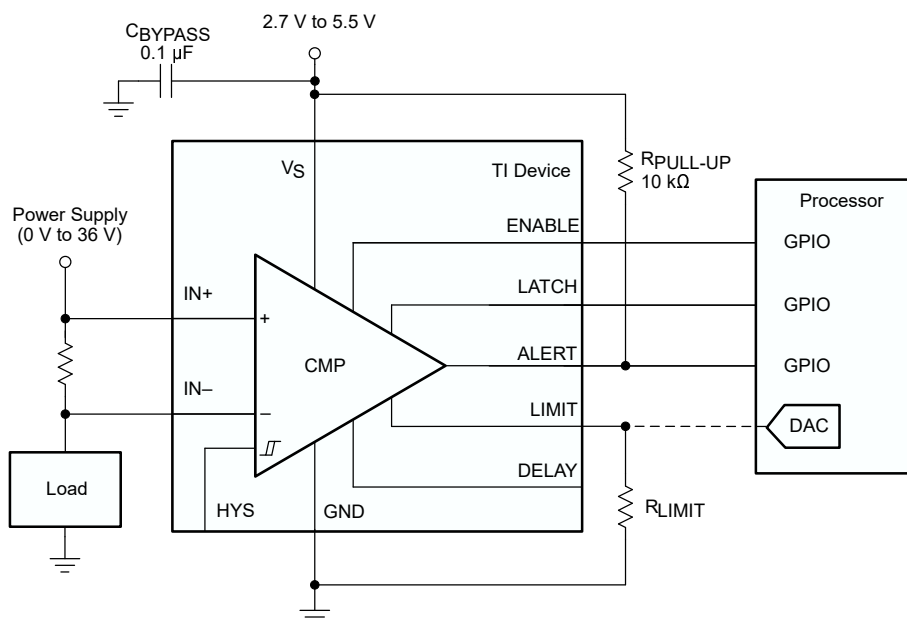 CBYPASS
0.1 µF
2.7 V to 5.5 V
VS
TI Device
RPULL-UP
10 kΩ
Processor
Power Supply
(0 V to 36 V)
ENABLE
GPIO
IN+
LATCH
GPIO
+
CMP
ALERT
GPIO
IN–
–
LIMIT
DAC
Load
DELAY
HYS
GND
RLIMIT